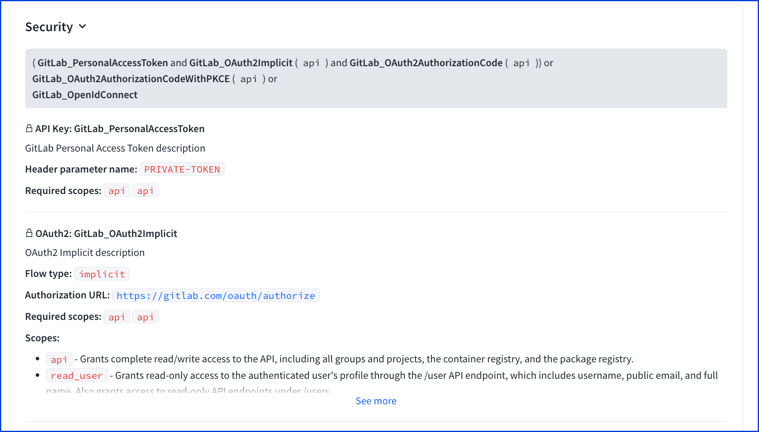 Security
( GitLab_PersonalAccessToken and GitLab_OAuth2Implicit ( api ) and GitLab_OAuth2AuthorizationCode ( api )) or
GitLab_OAuth2AuthorizationCodeWithPKCE ( api ) or
GitLab_OpenIdConnect
API Key: GitLab_PersonalAccessToken
GitLab Personal Access Token description
Header parameter name: PRIVATE-TOKEN
Required scopes: api api
OAuth2: GitLab_OAuth2Implicit
OAuth2 Implicit description
Flow type: implicit
Authorization URL: https://gitlab.com/oauth/authorize
Required scopes: api api
Scopes:
• api - Grants complete read/write access to the API, including all groups and projects, the container registry, and the package registry.
• read_user - Grants read-only access to the authenticated user's profile through the /user API endpoint, which includes username, public email, and full
name. Also grants access to read-only API endpoints under /users.
See more